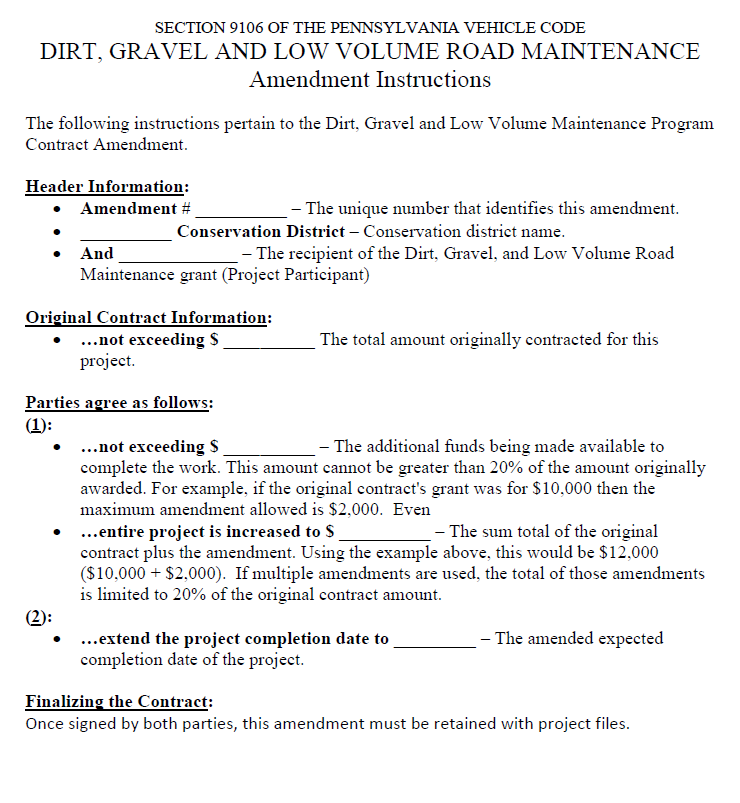 SECTION 9106 OF THE PENNSYLVANIA VEHICLE CODE
DIRT, GRAVEL AND LOW VOLUME ROAD MAINTENANCE
Amendment Instructions
The following instructions pertain to the Dirt, Gravel and Low Volume Maintenance Program
Contract Amendment.
Header Information:
• Amendment # __________ – The unique number that identifies this amendment.
• __________ Conservation District – Conservation district name.
• And _____________ – The recipient of the Dirt, Gravel, and Low Volume Road
Maintenance grant (Project Participant)
Original Contract Information:
• …not exceeding $ __________ The total amount originally contracted for this
project.
Parties agree as follows:
(1):
• …not exceeding $ __________ – The additional funds being made available to
complete the work. This amount cannot be greater than 20% of the amount originally
awarded. For example, if the original contract's grant was for $10,000 then the
maximum amendment allowed is $2,000.  Even
• …entire project is increased to $ __________ – The sum total of the original
contract plus the amendment. Using the example above, this would be $12,000
($10,000 + $2,000).  If multiple amendments are used, the total of those amendments
is limited to 20% of the original contract amount.
(2):
• …extend the project completion date to _________ – The amended expected
completion date of the project.
Finalizing the Contract:
Once signed by both parties, this amendment must be retained with project files.